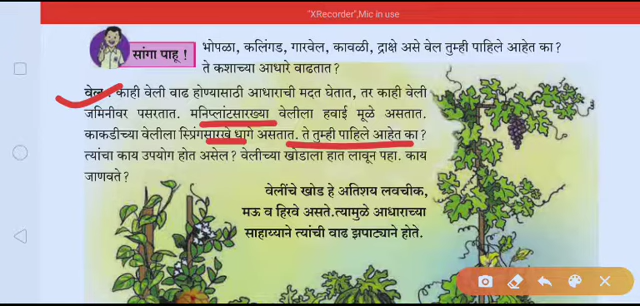 "XRecorder",Mic in use
सांगा पाहू !
भोपळा, कलिंगड, गारवेल, कावळी, द्राक्षे असे वेल तुम्ही पाहिले आहेत का?
ते कशाच्या आधारे वाढतात ?
वेल : काही वेली वाढ होण्यासाठी आधाराची मदत घेतात, तर काही वेली
जमिनीवर पसरतात. मनिप्लांटसारख्या वेलीला हवाई मूळे असतात.
काकडीच्या वेलीला स्प्रिंगसारखे धागे असतात. ते तुम्ही पाहिले आहेत का ?
त्यांचा काय उपयोग होत असेल ? वेलीच्या खोडाला हात लावून पहा. काय
जाणवते ?
वेलींचे खोड हे अतिशय लवचीक,
मऊ व हिरवे असते. त्यामुळे आधाराच्या
साहाय्याने त्यांची वाढ झपाट्याने होते.